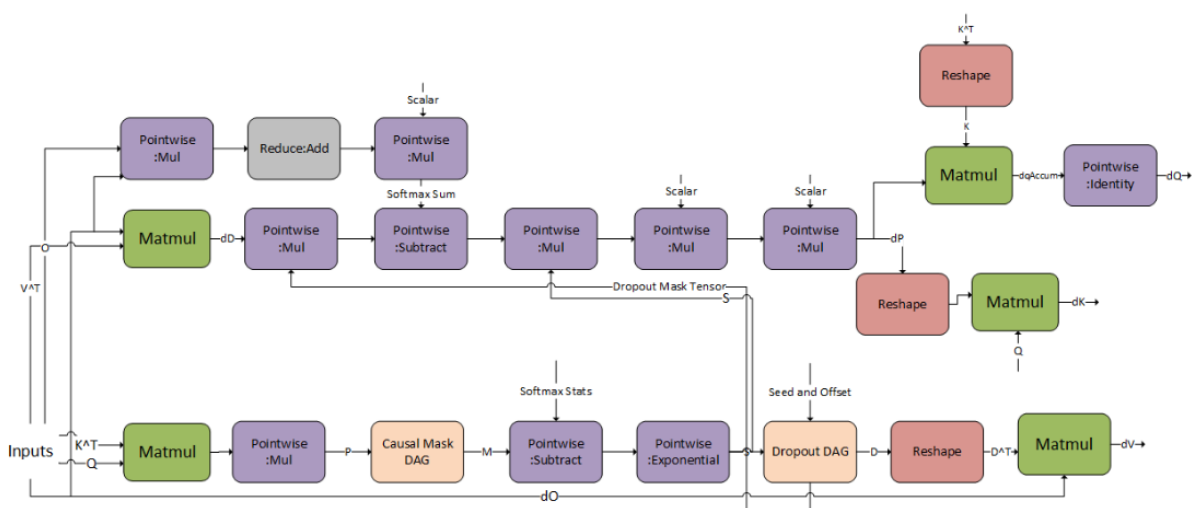 K^T
Reshape
Scalar
K
Pointwise
:Mul
Reduce:Add
Pointwise
:Mul
Matmul
dqAccum
Pointwise
:Identity
dQ
Softmax Sum
Scalar
Scalar
O
Matmul
dD
Pointwise
:Mul
Pointwise
:Subtract
Pointwise
:Mul
Pointwise
:Mul
Pointwise
:Mul
dP
V^T
Dropout Mask Tensor
S
Reshape
Matmul
dK
Q
Softmax Stats
Seed and Offset
Inputs
K^T
Q
Matmul
Pointwise
:Mul
P
Causal Mask
DAG
M
Pointwise
:Subtract
Pointwise
:Exponential
S
Dropout DAG
D
Reshape
D^T
Matmul
dV
dO